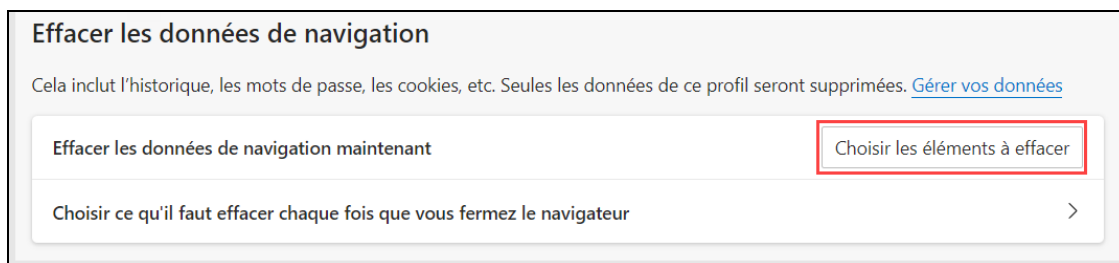 Effacer les données de navigation
Cela inclut l’historique, les mots de passe, les cookies, etc. Seules les données de ce profil seront supprimées. Gérer vos données
Effacer les données de navigation maintenant
Choisir les éléments à effacer
Choisir ce qu'il faut effacer chaque fois que vous fermez le navigateur